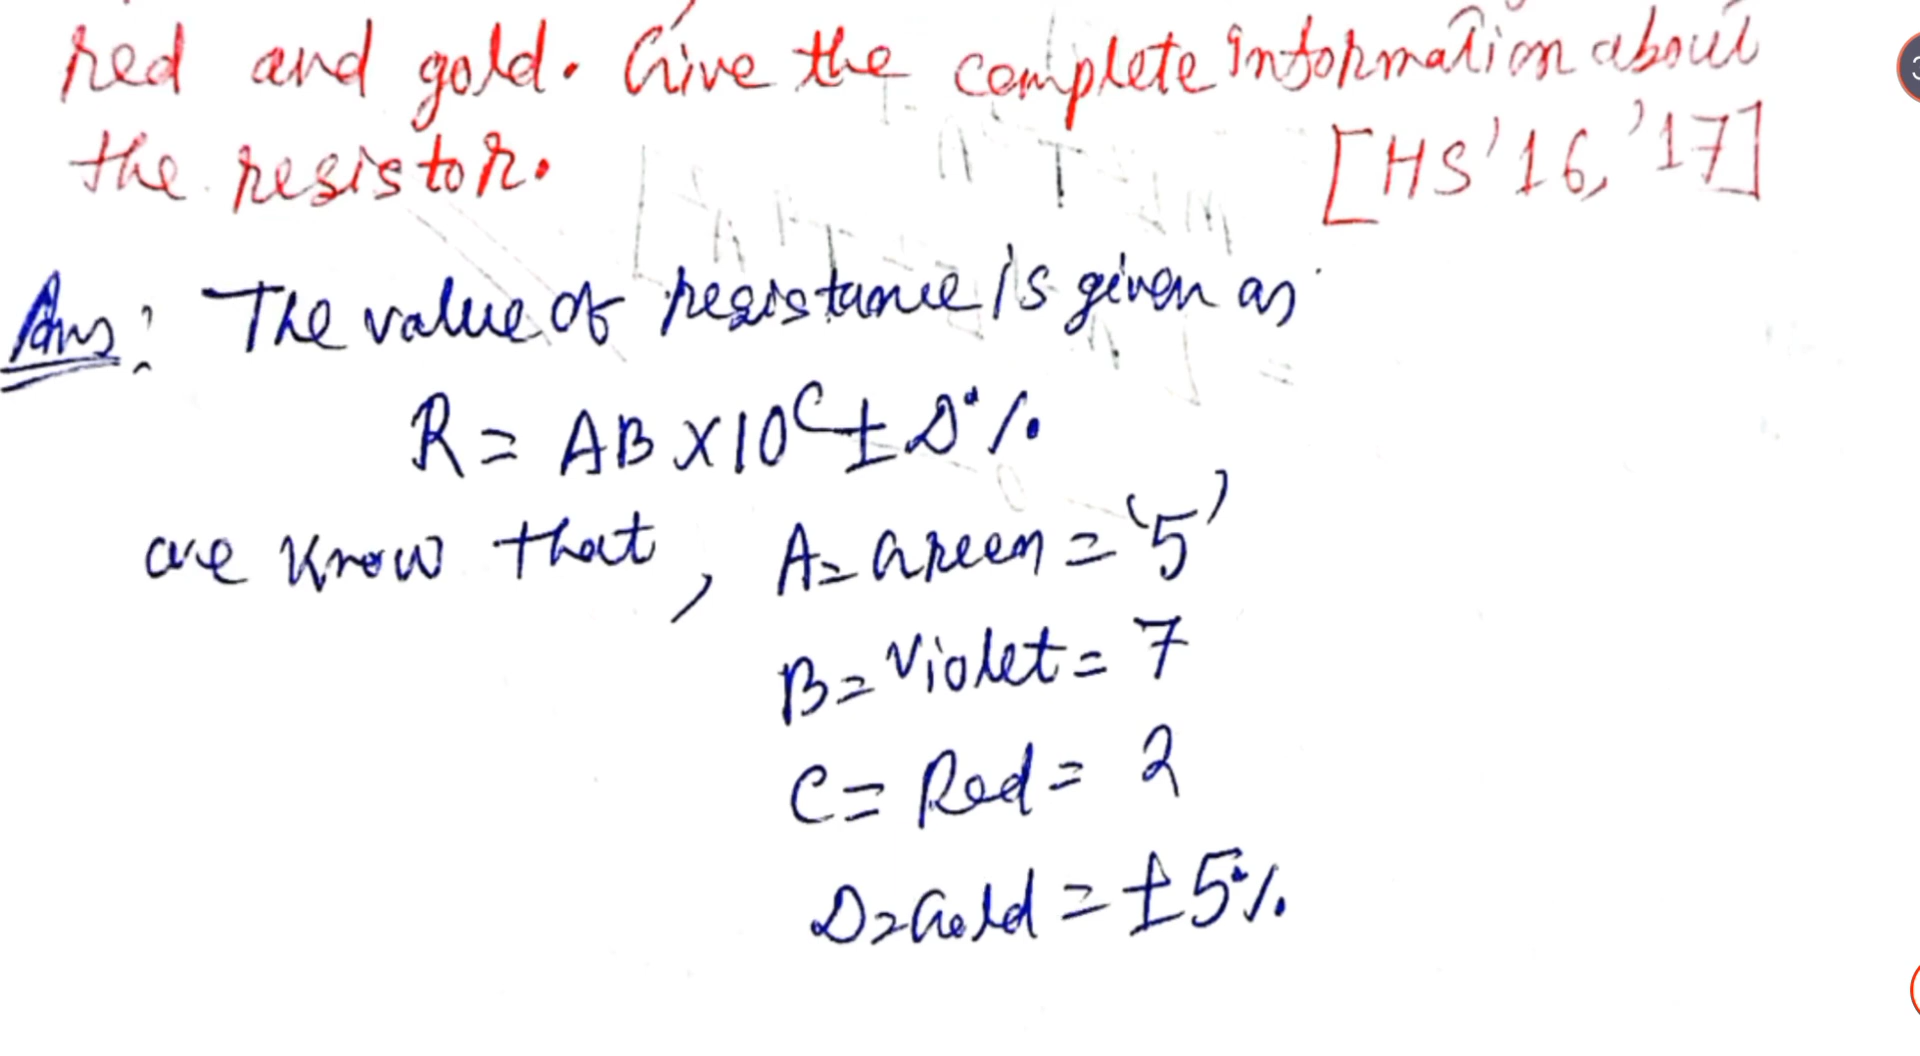 red and gold. Give the complete information about
the resistor. [HS'16, '17]
Ans: The value of resistance is given as
R = AB X 10^C ± D%
we know that, A = Green = '5'
B = Violet = 7
C = Red = 2
D = Gold = ± 5%